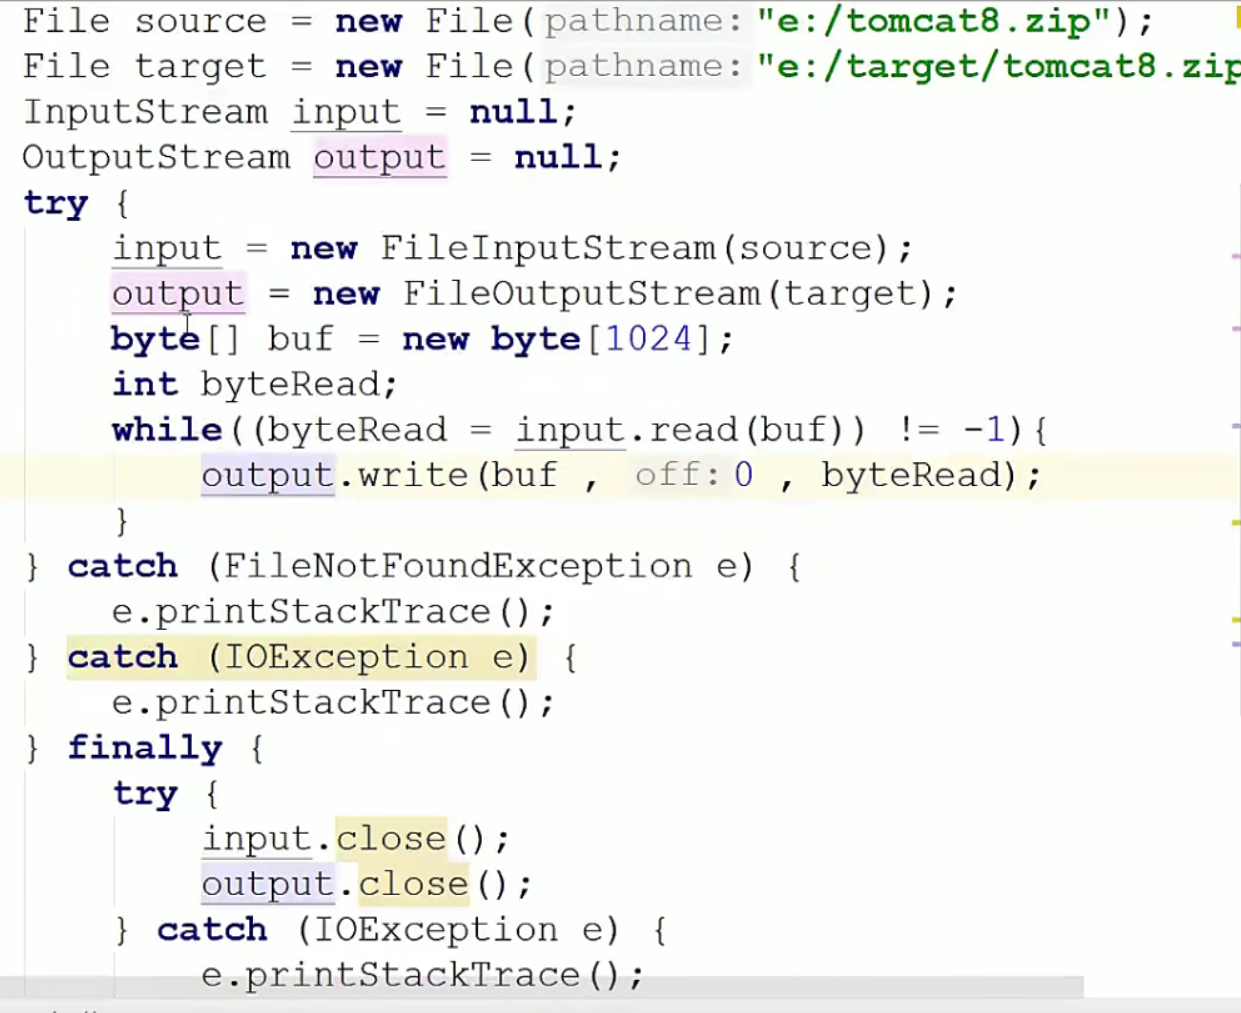 File source = new File( pathname: "e:/tomcat8.zip");
File target = new File( pathname: "e:/target/tomcat8.zip
InputStream input = null;
OutputStream output = null;
try {
input = new FileInputStream(source);
output = new FileOutputStream(target);
byte[] buf = new byte[1024];
int byteRead;
while((byteRead = input.read(buf)) != -1){
output.write(buf , off: 0 , byteRead);
}
} catch (FileNotFoundException e) {
e.printStackTrace();
} catch (IOException e) {
e.printStackTrace();
} finally {
try {
input.close();
output.close();
} catch (IOException e) {
e.printStackTrace();